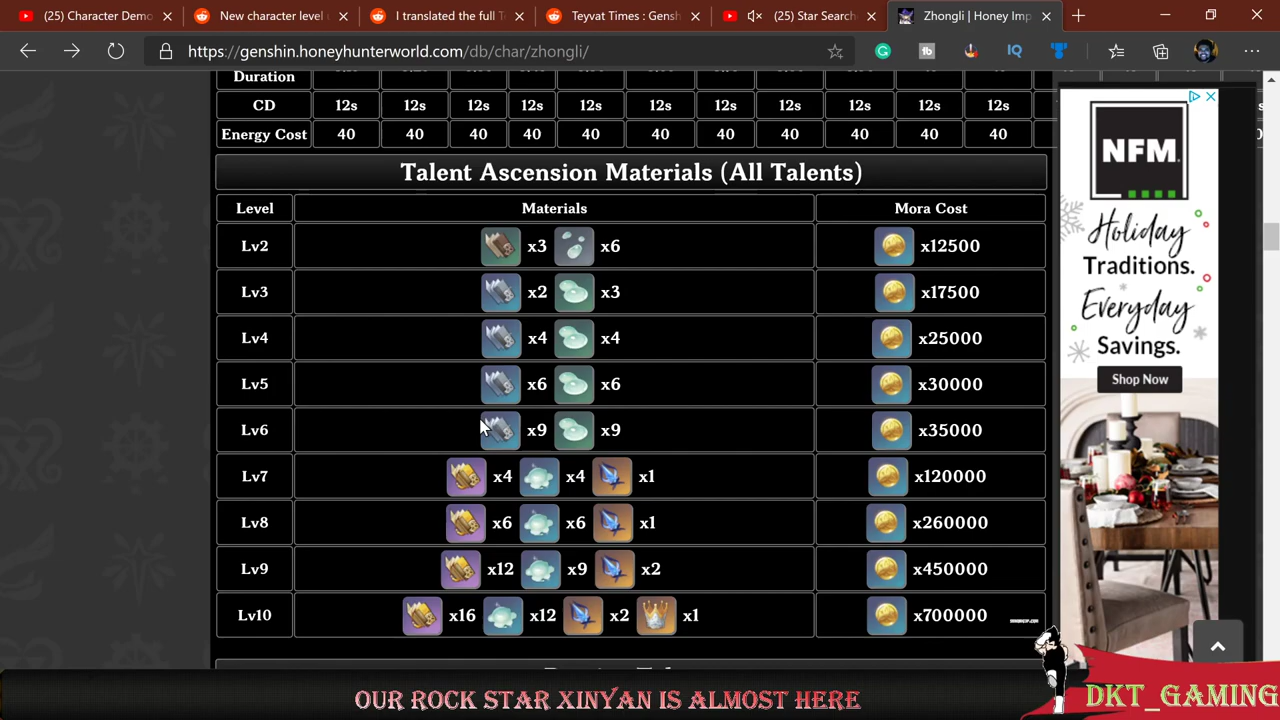 (25) Character Demo
New character level
I translated the full T
Teyvat Times : Gensh
(25) Star Search
Zhongli | Honey Imp
https://genshin.honeyhunterworld.com/db/char/zhongli/
Duration
CD 12s 12s 12s 12s 12s 12s 12s 12s 12s 12s 12s
Energy Cost 40 40 40 40 40 40 40 40 40 40 40
Talent Ascension Materials (All Talents)
Level Materials Mora Cost
Lv2 x3 x6 x12500
Lv3 x2 x3 x17500
Lv4 x4 x4 x25000
Lv5 x6 x6 x30000
Lv6 x9 x9 x35000
Lv7 x4 x4 x1 x120000
Lv8 x6 x6 x1 x260000
Lv9 x12 x9 x2 x450000
Lv10 x16 x12 x2 x1 x700000
NFM
Holiday
Traditions.
Everyday
Savings.
Shop Now
OUR ROCK STAR XINYAN IS ALMOST HERE
DKT_GAMING